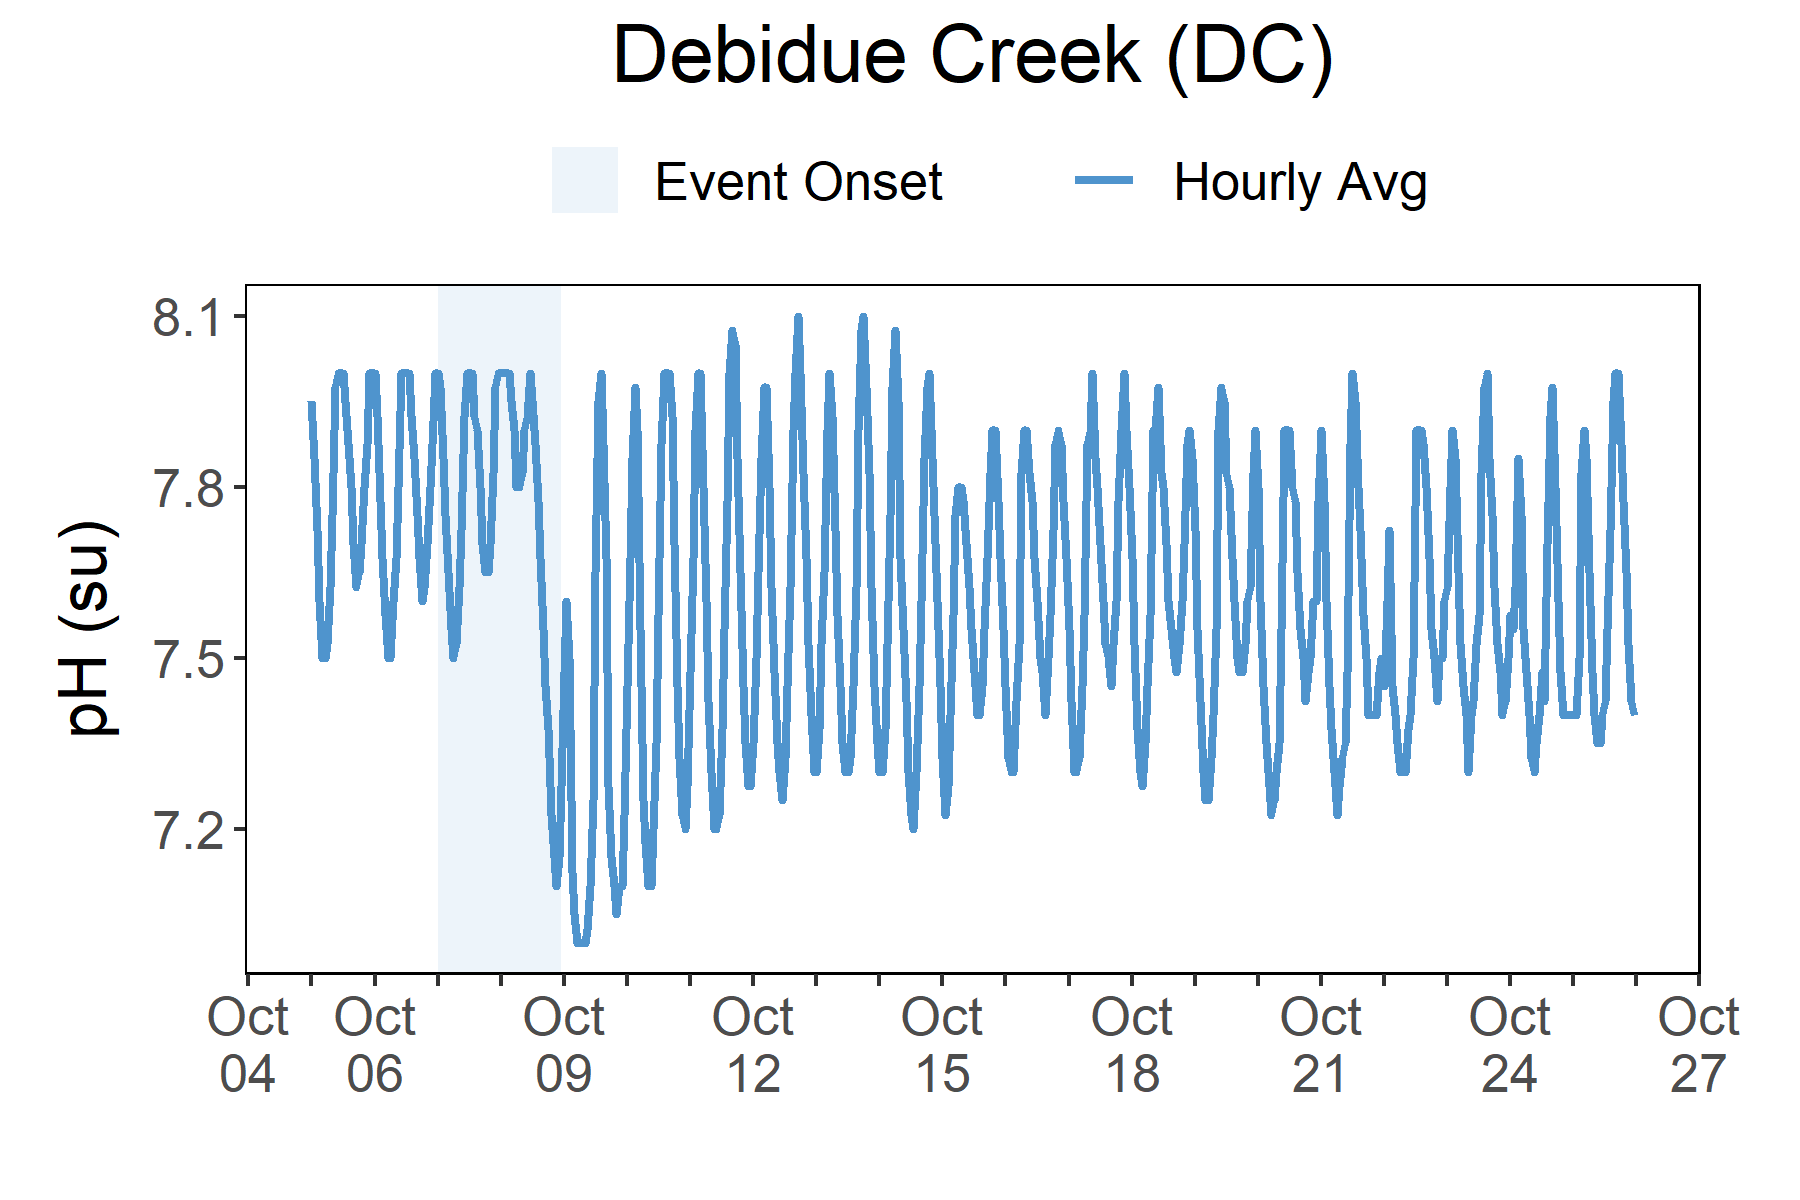 Debidue Creek (DC)
Event Onset
Hourly Avg
pH (su)
8.1
7.8
7.5
7.2
Oct 04
Oct 06
Oct 09
Oct 12
Oct 15
Oct 18
Oct 21
Oct 24
Oct 27